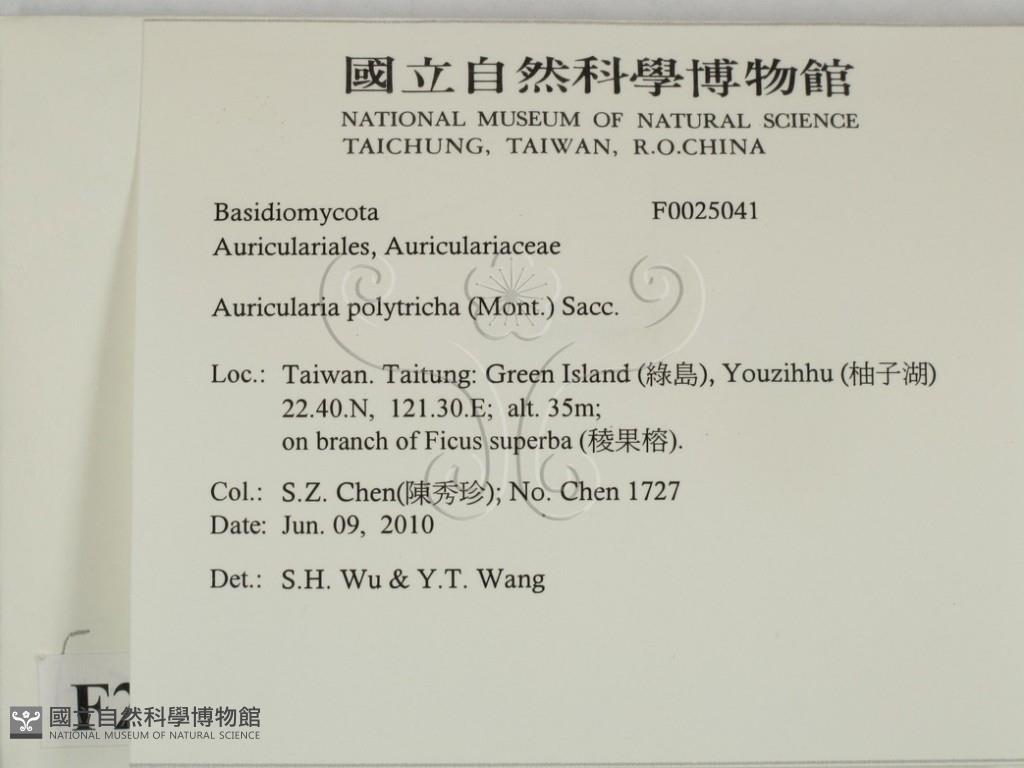 國立自然科學博物館
NATIONAL MUSEUM OF NATURAL SCIENCE
TAICHUNG, TAIWAN, R.O.CHINA
Basidiomycota F0025041
Auriculariales, Auriculariaceae
Auricularia polytricha (Mont.) Sacc.
Loc.: Taiwan. Taitung: Green Island (綠島), Youzihhu (柚子湖)
22.40.N, 121.30.E; alt. 35m;
on branch of Ficus superba (稜果榕).
Col.: S.Z. Chen(陳秀珍); No. Chen 1727
Date: Jun. 09, 2010
Det.: S.H. Wu & Y.T. Wang
F2
國立自然科學博物館
NATIONAL MUSEUM OF NATURAL SCIENCE